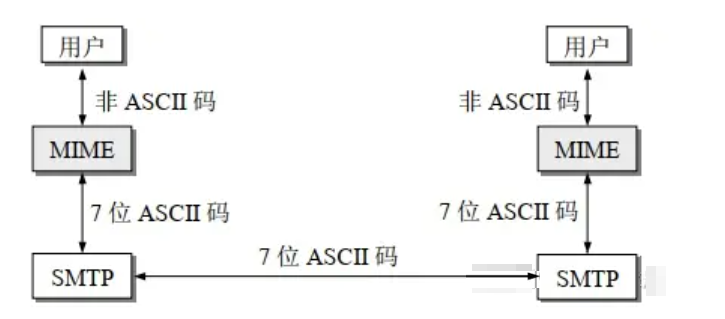 用户 用户
非 ASCII 码 非 ASCII 码
MIME MIME
7 位 ASCII 码 7 位 ASCII 码
7 位 ASCII 码
SMTP SMTP